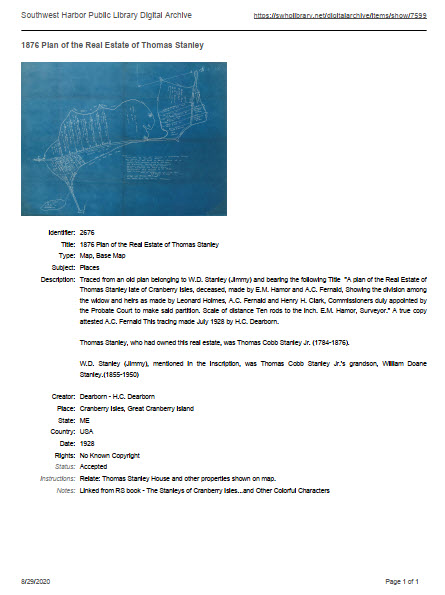 Southwest Harbor Public Library Digital Archive
https://swholibrary.net/digitalarchive/items/show/7599
1876 Plan of the Real Estate of Thomas Stanley
Identifier: 2676
Title: 1876 Plan of the Real Estate of Thomas Stanley
Type: Map, Base Map
Subject: Places
Description: Traced from an old plan belonging to W.D. Stanley (Jimmy) and bearing the following Title "A plan of the Real Estate of
Thomas Stanley late of Cranberry Isles, deceased, made by E.M. Hamor and A.C. Fernald, Showing the division among
the widow and heirs as made by Leonard Holmes, A.C. Fernald and Henry H. Clark, Commissioners duly appointed by
the Probate Court to make said partition. Scale of distance Ten rods to the Inch. E.M. Hamor, Surveyor." A true copy
attested A.C. Fernald This tracing made July 1928 by H.C. Dearborn.
Thomas Stanley, who had owned this real estate, was Thomas Cobb Stanley Jr. (1784-1876).
W.D. Stanley (Jimmy), mentioned in the Inscription, was Thomas Cobb Stanley Jr.'s grandson, William Doane
Stanley.(1855-1950)
Creator: Dearborn - H.C. Dearborn
Place: Cranberry Isles, Great Cranberry Island
State: ME
Country: USA
Date: 1928
Rights: No Known Copyright
Status: Accepted
Instructions: Relate: Thomas Stanley House and other properties shown on map.
Notes: Linked from RS book - The Stanleys of Cranberry Isles...and Other Colorful Characters
8/29/2020
Page 1 of 1